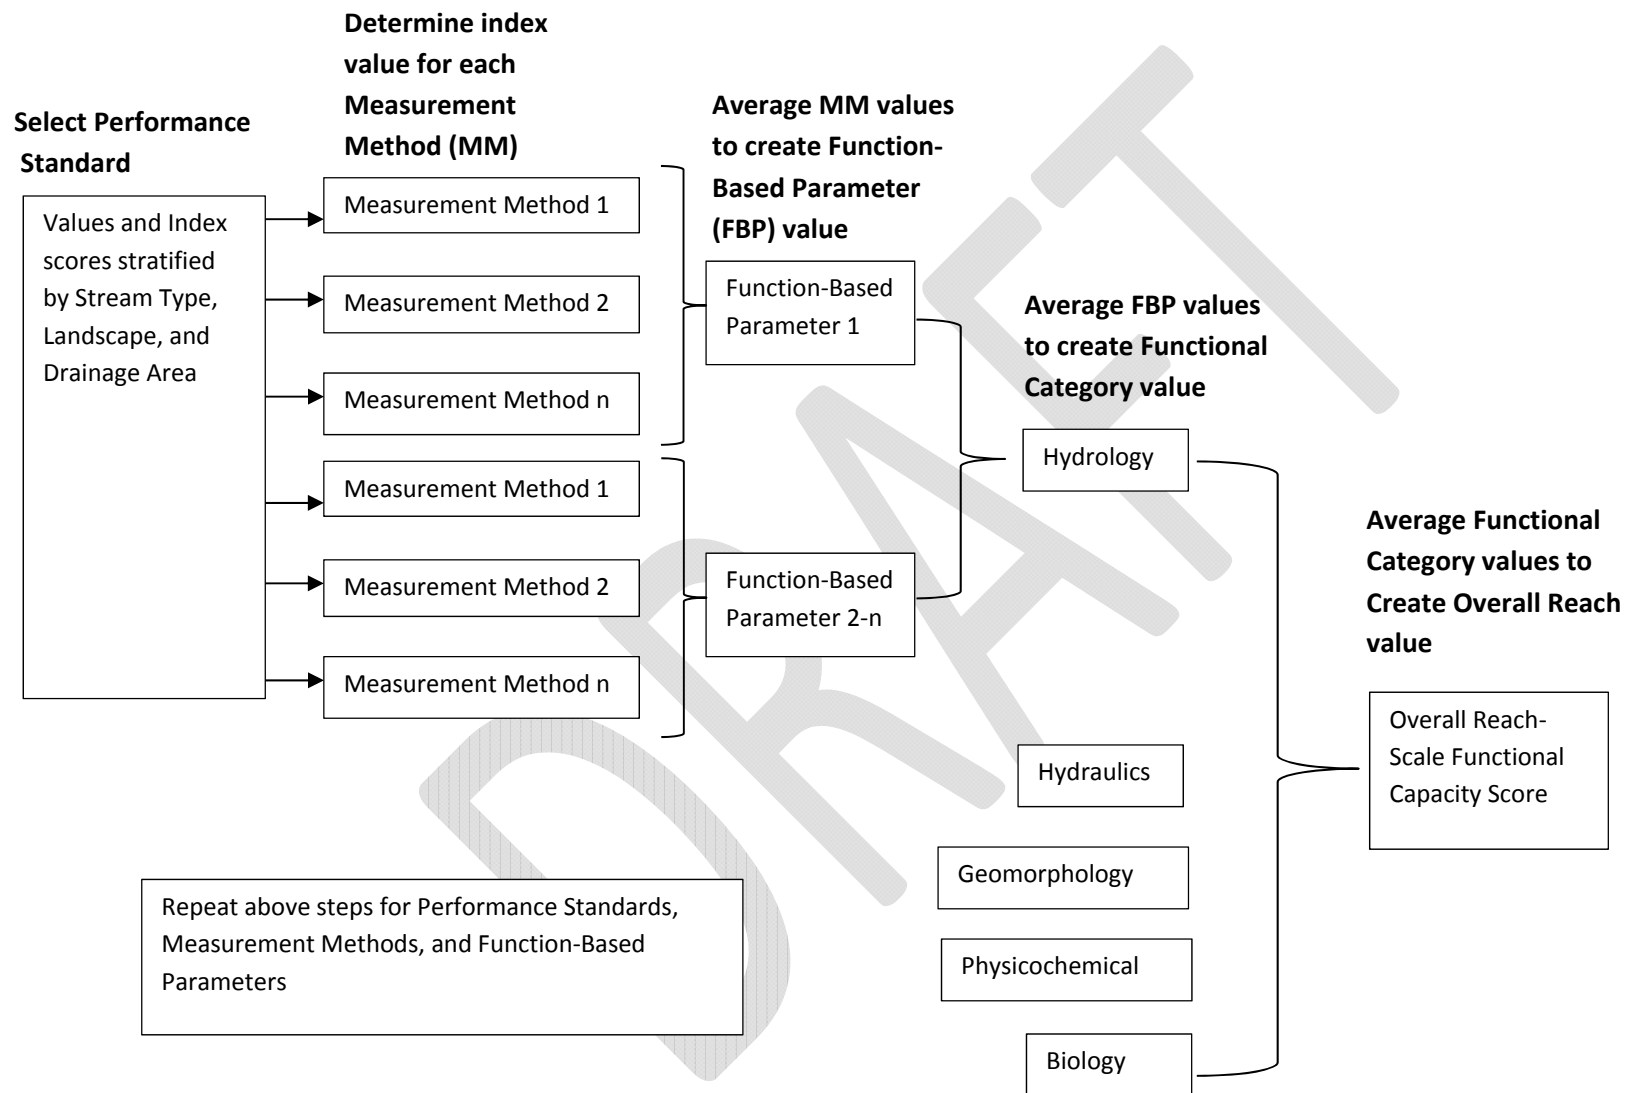 Select Performance
Standard
Values and Index
scores stratified
by Stream Type,
Landscape, and
Drainage Area
Determine index
value for each
Measurement
Method (MM)
Measurement Method 1
Measurement Method 2
Measurement Method n
Measurement Method 1
Measurement Method 2
Measurement Method n
Average MM values
to create Function-
Based Parameter
(FBP) value
Function-Based
Parameter 1
Function-Based
Parameter 2-n
Average FBP values
to create Functional
Category value
Hydrology
Hydraulics
Geomorphology
Physicochemical
Biology
Average Functional
Category values to
Create Overall Reach
value
Overall Reach-
Scale Functional
Capacity Score
Repeat above steps for Performance Standards,
Measurement Methods, and Function-Based
Parameters
DRAFT